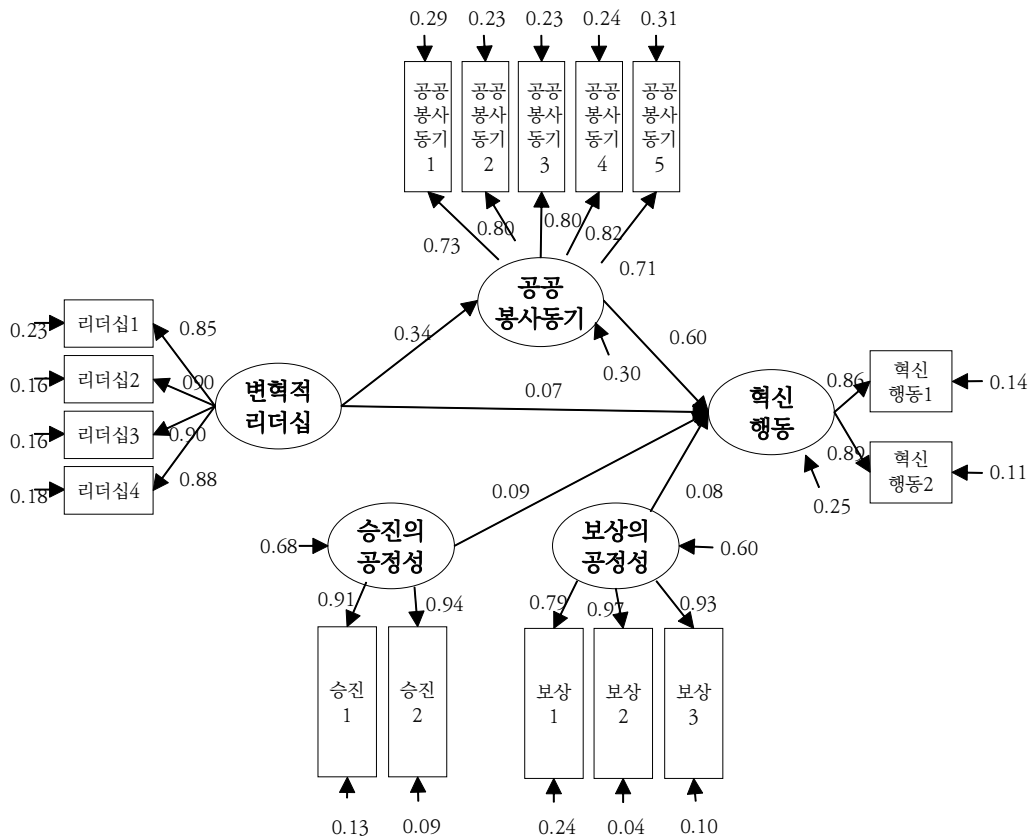 0.29 0.23 0.23 0.24 0.31
공공 봉사 동기 1
공공 봉사 동기 2
공공 봉사 동기 3
공공 봉사 동기 4
공공 봉사 동기 5
0.73 0.80 0.80 0.82 0.71
공공
봉사동기
0.30
0.34
0.60
0.07
0.23 리더십1 0.85
0.16 리더십2 090
0.16 리더십3 0.90
0.18 리더십4 0.88
변혁적
리더십
혁신
행동
0.25
0.86
혁신
행동1
0.14
0.89
혁신
행동2
0.11
0.09
0.08
0.68
승진의
공정성
보상의
공정성
0.60
0.91 0.94
0.79 0.97 0.93
승진
1
승진
2
보상
1
보상
2
보상
3
0.13 0.09 0.24 0.04 0.10